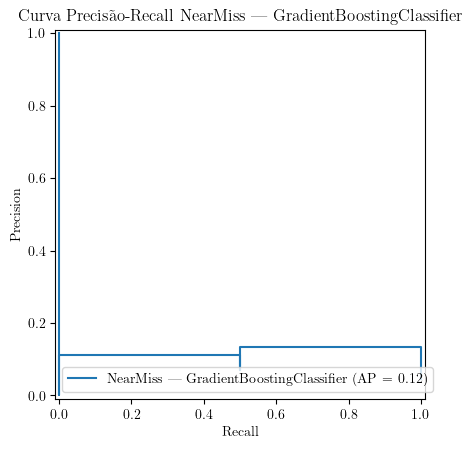 Curva Precisão-Recall NearMiss — GradientBoostingClassifier
1.0
0.8
0.6
0.4
0.2
0.0
Precision
NearMiss — GradientBoostingClassifier (AP = 0.12)
0.0 0.2 0.4 0.6 0.8 1.0
Recall